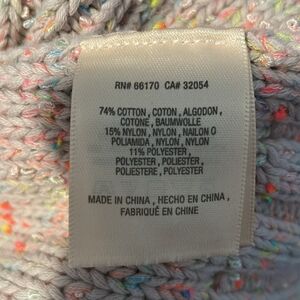 RN# 66170 CA# 32054
74% COTTON, COTON, ALGODON,
COTONE, BAUMWOLLE
15% NYLON, NYLON, NAILON O
POLIAMIDA, NYLON, NYLON
11% POLYESTER,
POLYESTER, POLIESTER,
POLIESTERE, POLYESTER
MADE IN CHINA, HECHO EN CHINA,
FABRIQUÉ EN CHINE